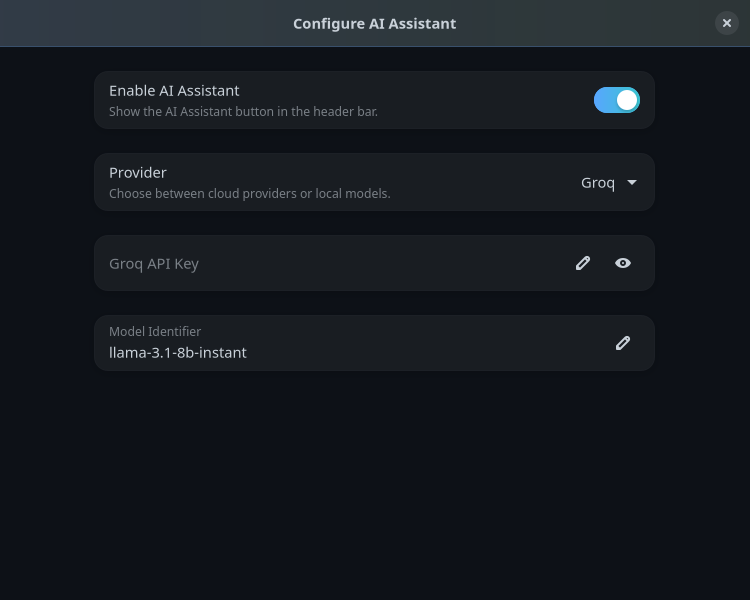 Configure AI Assistant
Enable AI Assistant
Show the AI Assistant button in the header bar.
Provider
Choose between cloud providers or local models.
Groq
Groq API Key
Model Identifier
llama-3.1-8b-instant